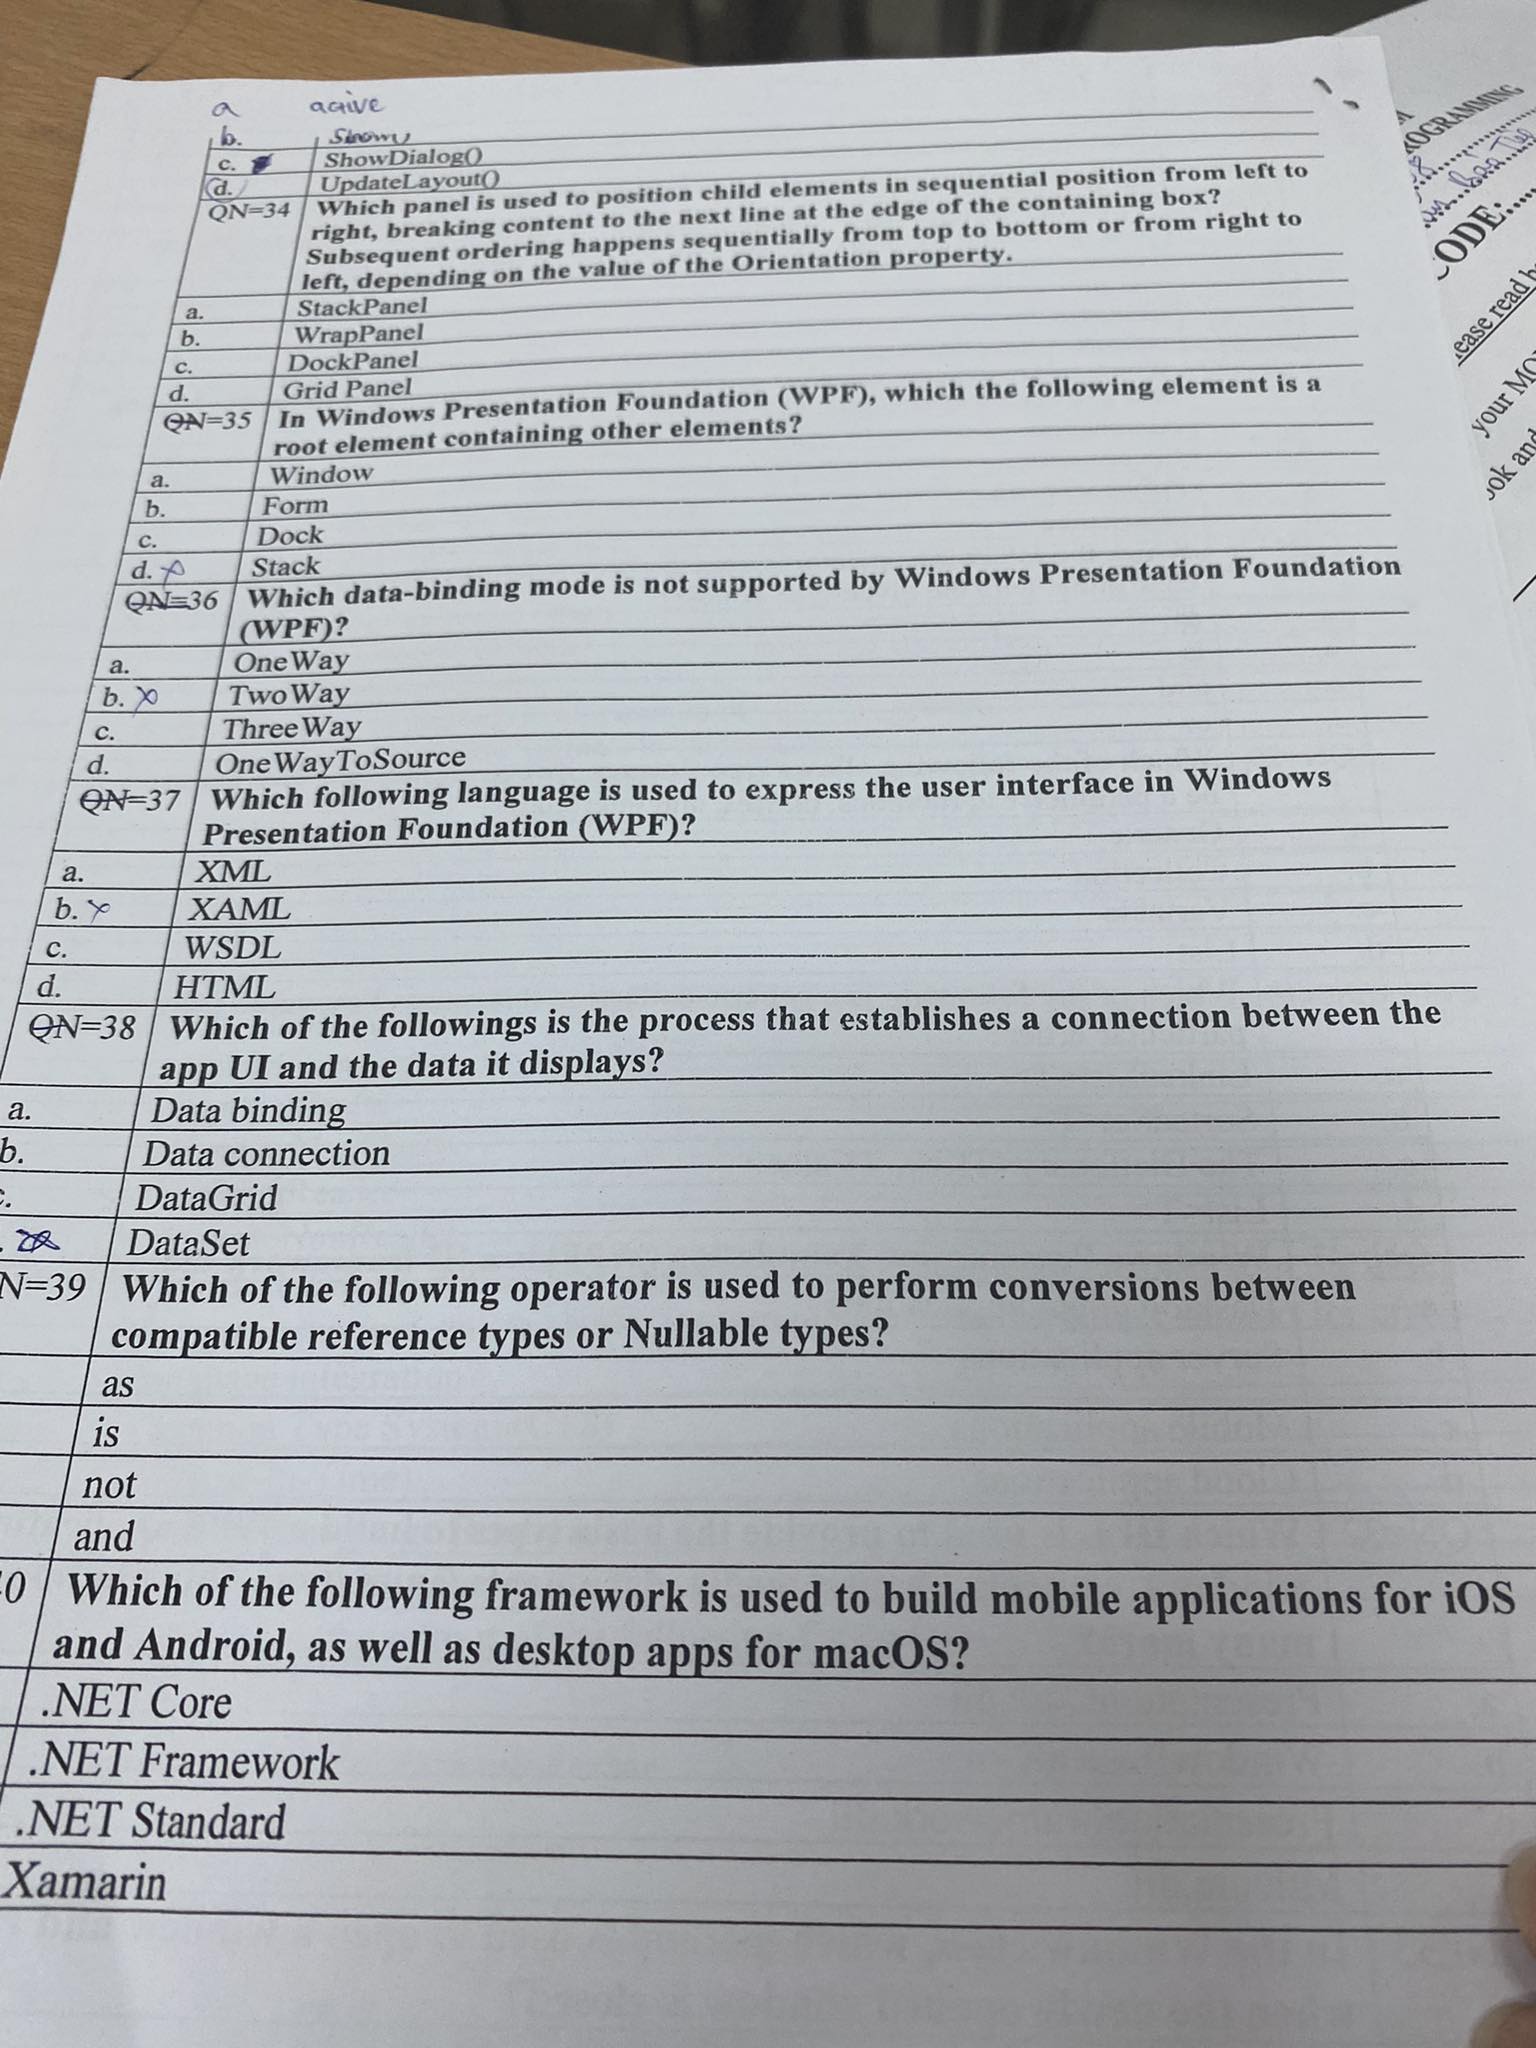 a active
b. Show
c. ShowDialog()
d. UpdateLayout()
QN=34 Which panel is used to position child elements in sequential position from left to
right, breaking content to the next line at the edge of the containing box?
Subsequent ordering happens sequentially from top to bottom or from right to
left, depending on the value of the Orientation property.
a. StackPanel
b. WrapPanel
c. DockPanel
d. Grid Panel
QN=35 In Windows Presentation Foundation (WPF), which the following element is a
root element containing other elements?
a. Window
b. Form
c. Dock
d. Stack
QN=36 Which data-binding mode is not supported by Windows Presentation Foundation
(WPF)?
a. OneWay
b. TwoWay
c. ThreeWay
d. OneWayToSource
QN=37 Which following language is used to express the user interface in Windows
Presentation Foundation (WPF)?
a. XML
b. XAML
c. WSDL
d. HTML
QN=38 Which of the followings is the process that establishes a connection between the
app UI and the data it displays?
a. Data binding
b. Data connection
c. DataGrid
DataSet
N=39 Which of the following operator is used to perform conversions between
compatible reference types or Nullable types?
as
is
not
and
0 Which of the following framework is used to build mobile applications for iOS
and Android, as well as desktop apps for macOS?
.NET Core
.NET Framework
.NET Standard
Xamarin
ROGRAMMING
ODE:
ease read
your MO
ook and